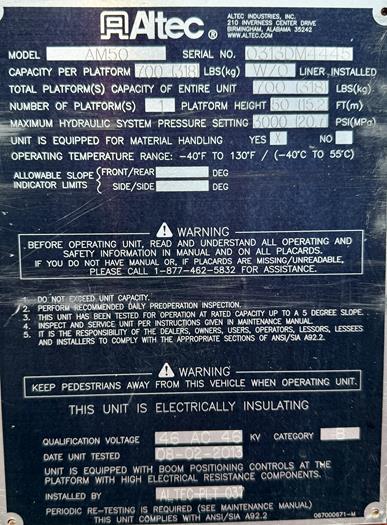 Altec
ALTEC INDUSTRIES, INC.
210 INVERNESS CENTER DRIVE
BIRMINGHAM, ALABAMA 35242
WWW.ALTEC.COM
MODEL AM50 SERIAL NO.
CAPACITY PER PLATFORM 700 (318) LBS(kg) W/O LINER INSTALLED
TOTAL PLATFORM(S) CAPACITY OF ENTIRE UNIT 700 (318) LBS(kg)
NUMBER OF PLATFORM(S) 1 PLATFORM HEIGHT 50 (15.2) FT(m)
MAXIMUM HYDRAULIC SYSTEM PRESSURE SETTING 3000 (20.7) PSI(MPa)
UNIT IS EQUIPPED FOR MATERIAL HANDLING YES X NO
OPERATING TEMPERATURE RANGE: -40°F TO 130°F / (-40°C TO 55°C)
ALLOWABLE SLOPE FRONT/REAR DEG
INDICATOR LIMITS SIDE/SIDE DEG
WARNING
BEFORE OPERATING UNIT, READ AND UNDERSTAND ALL OPERATION AND
SAFETY INFORMATION IN MANUAL AND ON ALL PLACARDS.
IF YOU DO NOT HAVE MANUAL OR, IF PLACARDS ARE MISSING/UNREADABLE,
PLEASE CALL 1-877-462-5832 FOR ASSISTANCE.
1. DO NOT EXCEED UNIT CAPACITY.
2. PERFORM RECOMMENDED DAILY PREOPERATION INSPECTION.
3. THIS UNIT HAS BEEN TESTED FOR OPERATION AT RATED CAPACITY UP TO A 5 DEGREE SLOPE.
4. INSPECT AND SERVICE UNIT PER INSTRUCTIONS GIVEN IN MAINTENANCE MANUAL.
5. IT IS THE RESPONSIBILITY OF THE DEALERS, OWNERS, USERS, OPERATORS, LESSORS, LESSEES
AND INSTALLERS TO COMPLY WITH THE APPROPRIATE SECTIONS OF ANSI/SIA A92.2.
WARNING
KEEP PEDESTRIANS AWAY FROM THIS VEHICLE WHEN OPERATING UNIT.
THIS UNIT IS ELECTRICALLY INSULATING
QUALIFICATION VOLTAGE 46 AC 46 KV CATEGORY B
DATE UNIT TESTED 08-02-2013
UNIT IS EQUIPPED WITH BOOM POSITIONING CONTROLS AT THE
PLATFORM WITH HIGH ELECTRICAL RESISTANCE COMPONENTS.
INSTALLED BY ALTEC-FLT-037
PERIODIC RE-TESTING IS REQUIRED (SEE MAINTENANCE MANUAL)
THIS UNIT COMPLIES WITH ANSI/SIA A92.2 067000671-M